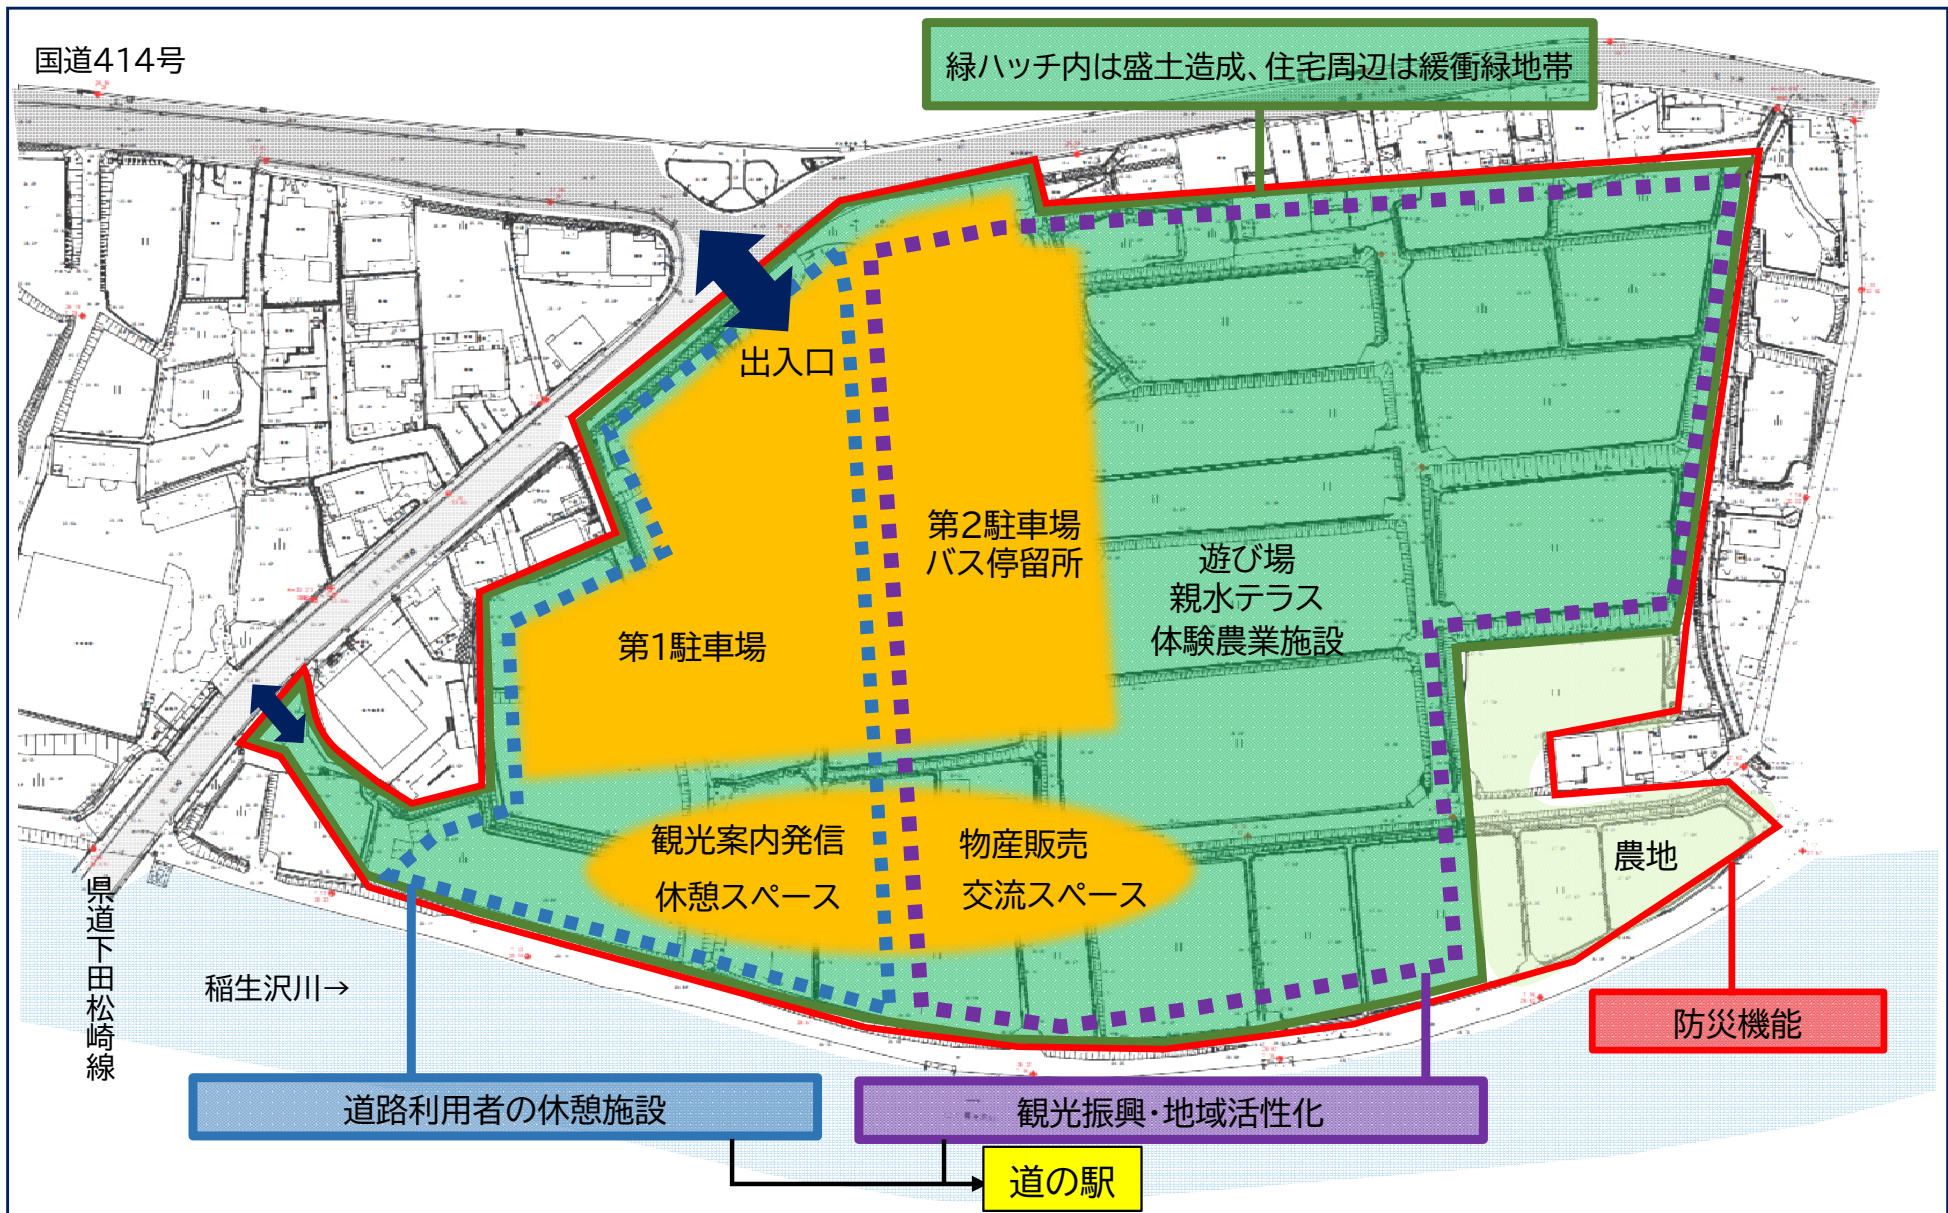 国道414号
緑ハッチ内は盛土造成、住宅周辺は緩衝緑地帯
出入口
第2駐車場
バス停留所
遊び場
親水テラス
体験農業施設
第1駐車場
観光案内発信
休憩スペース
物産販売
交流スペース
農地
県道下田松崎線
稲生沢川→
防災機能
道路利用者の休憩施設
観光振興・地域活性化
道の駅